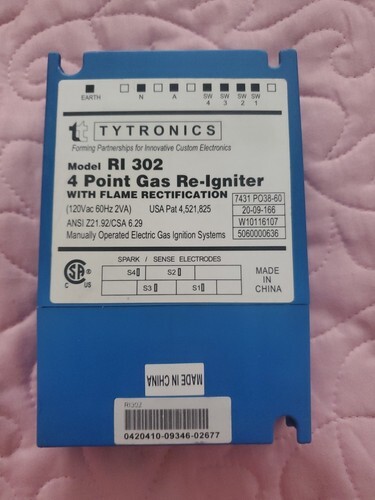 EARTH N A SW 4 SW 3 SW 2 SW 1
TYTRONICS
Forming Partnerships for Innovative Custom Electronics
Model RI 302
4 Point Gas Re-Igniter
WITH FLAME RECTIFICATION
7431 PO38-60
(120Vac 60Hz 2VA) USA Pat 4,521,825
20-09-166
ANSI Z21.92/CSA 6.29
W10116107
Manually Operated Electric Gas Ignition Systems
5060000636
SPARK / SENSE ELECTRODES
S4 S2
S3 S1
C US
MADE IN CHINA
MADE IN CHINA
RI302
0420410-09346-02677